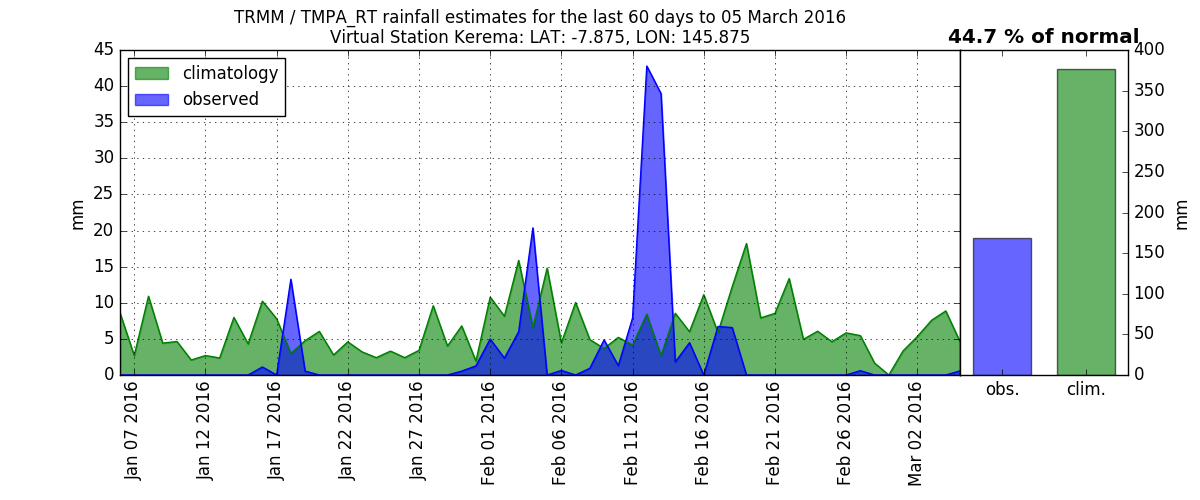 TRMM / TMPA_RT rainfall estimates for the last 60 days to 05 March 2016
Virtual Station Kerema: LAT: -7.875, LON: 145.875
44.7 % of normal
climatology
observed
mm
45
40
35
30
25
20
15
10
5
0
Jan 07 2016
Jan 12 2016
Jan 17 2016
Jan 22 2016
Jan 27 2016
Feb 01 2016
Feb 06 2016
Feb 11 2016
Feb 16 2016
Feb 21 2016
Feb 26 2016
Mar 02 2016
400
350
300
250
200
150
100
50
0
mm
obs.
clim.